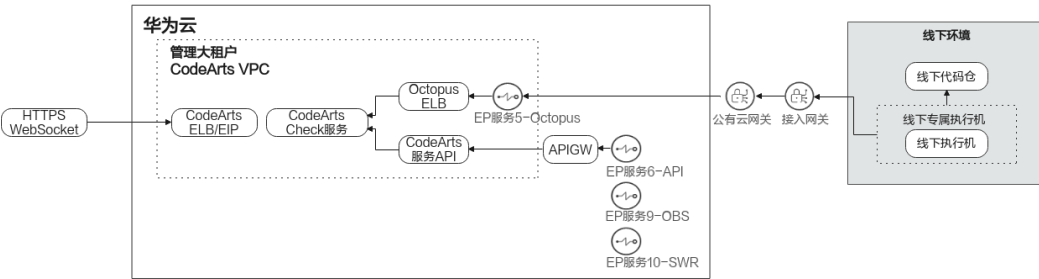 华为云
管理大租户
CodeArts VPC
HTTPS
WebSocket
CodeArts
ELB/EIP
CodeArts
Check服务
Octopus
ELB
EP服务5-Octopus
CodeArts
服务API
APIGW
EP服务6-API
EP服务9-OBS
EP服务10-SWR
公有云网关
接入网关
线下环境
线下代码仓
线下专属执行机
线下执行机